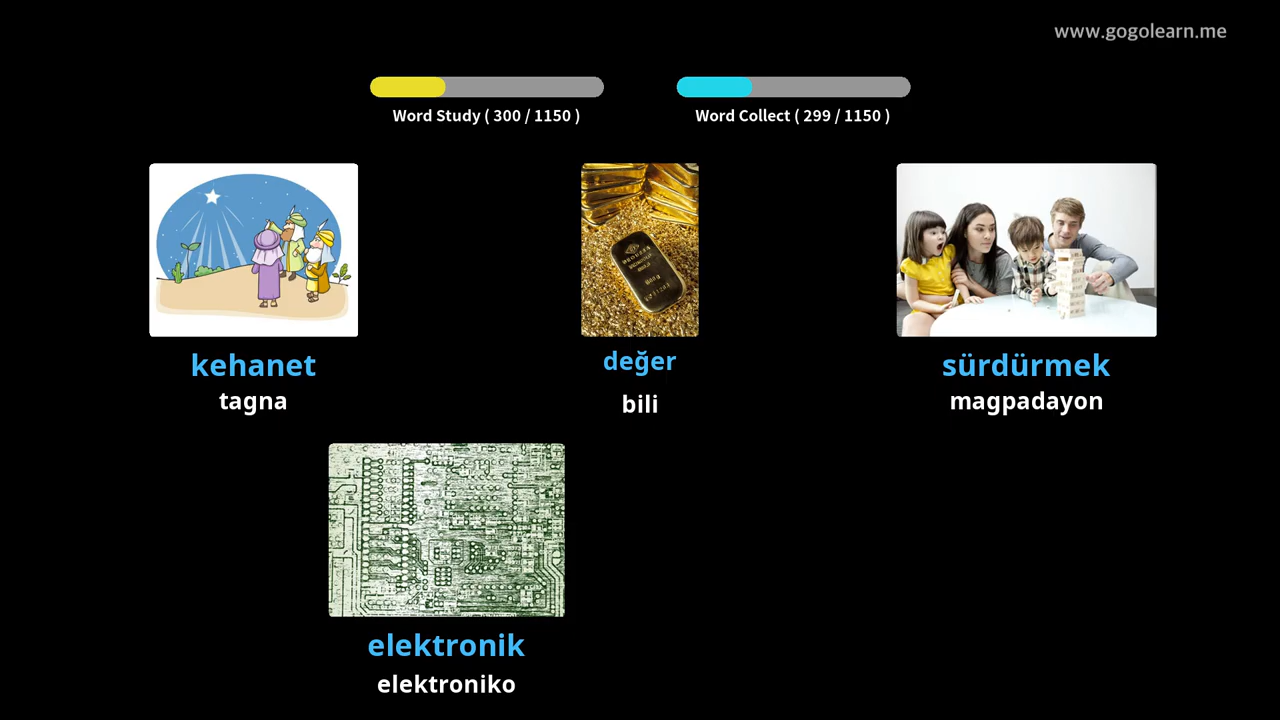 www.gogolearn.me
Word Study ( 300 / 1150 )
Word Collect ( 299 / 1150 )
kehanet
tagna
değer
bili
sürdürmek
magpadayon
elektronik
elektroniko